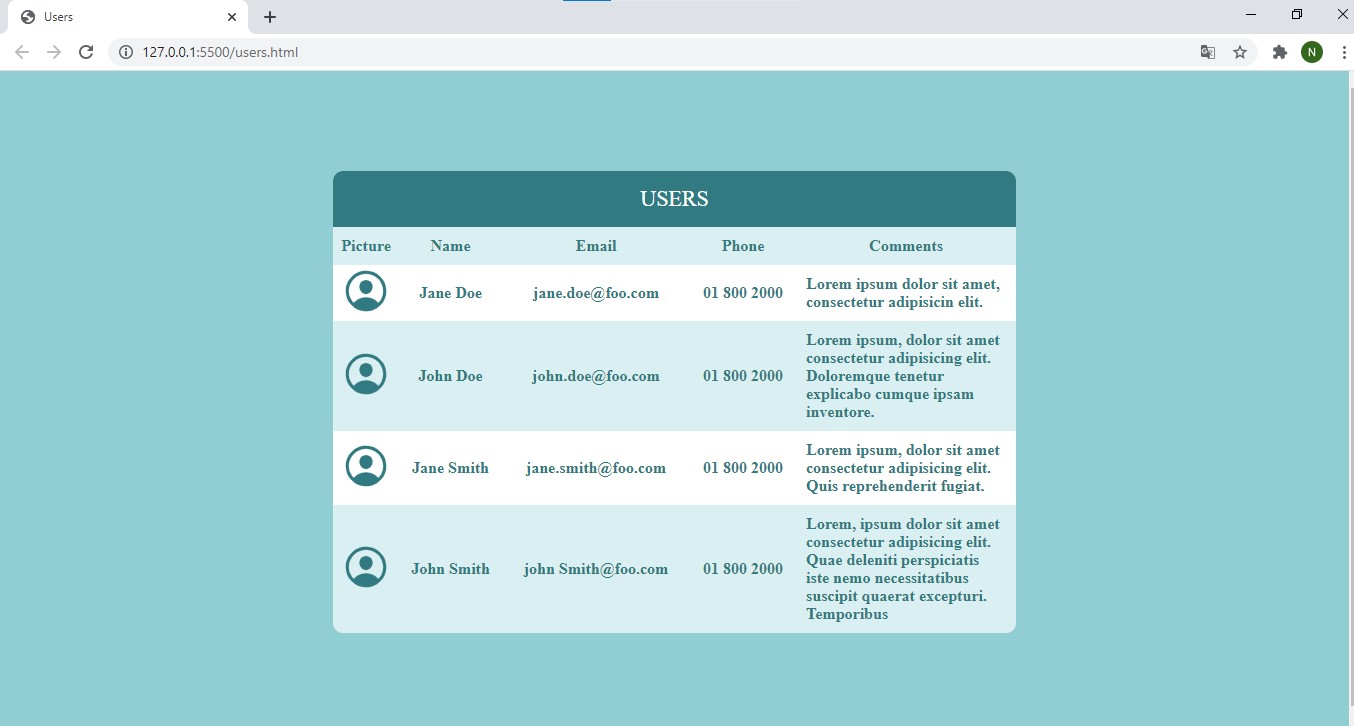 Users
127.0.0.1:5500/users.html
N
USERS
Picture Name Email Phone Comments
Jane Doe jane.doe@foo.com 01 800 2000 Lorem ipsum dolor sit amet,
consectetur adipisicin elit.
John Doe john.doe@foo.com 01 800 2000 Lorem ipsum, dolor sit amet
consectetur adipisicing elit.
Doloremque tenetur
explicabo cumque ipsam
inventore.
Jane Smith jane.smith@foo.com 01 800 2000 Lorem ipsum, dolor sit amet
consectetur adipisicing elit.
Quis reprehenderit fugiat.
John Smith john Smith@foo.com 01 800 2000 Lorem, ipsum dolor sit amet
consectetur adipisicing elit.
Quae deleniti perspiciatis
iste nemo necessitatibus
suscipit quaerat excepturi.
Temporibus